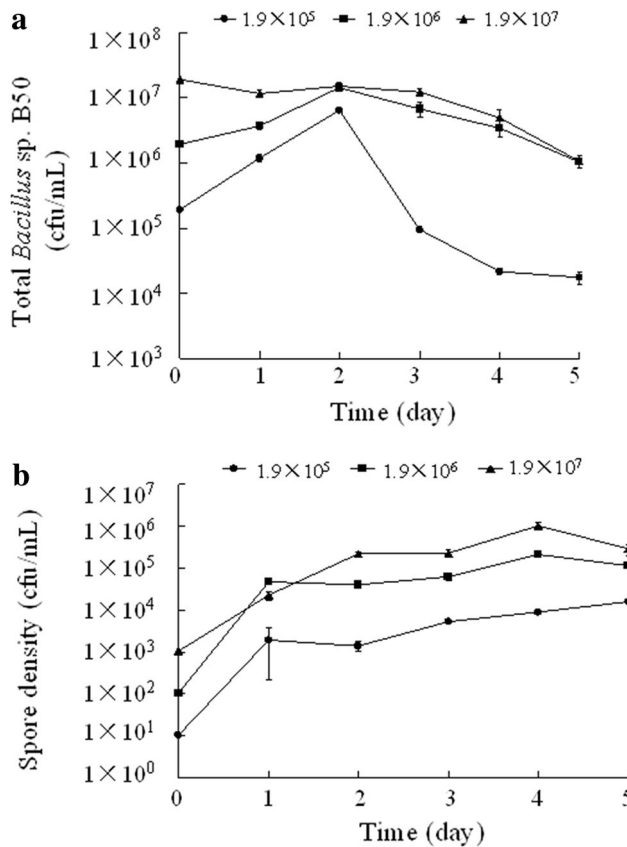 a
1.9×10⁵ 1.9×10⁶ 1.9×10⁷
Total Bacillus sp. B50
(cfu/mL)
1×10⁸
1×10⁷
1×10⁶
1×10⁵
1×10⁴
1×10³
0 1 2 3 4 5
Time (day)
b
1.9×10⁵ 1.9×10⁶ 1.9×10⁷
Spore density (cfu/mL)
1×10⁷
1×10⁶
1×10⁵
1×10⁴
1×10³
1×10²
1×10¹
1×10⁰
0 1 2 3 4 5
Time (day)